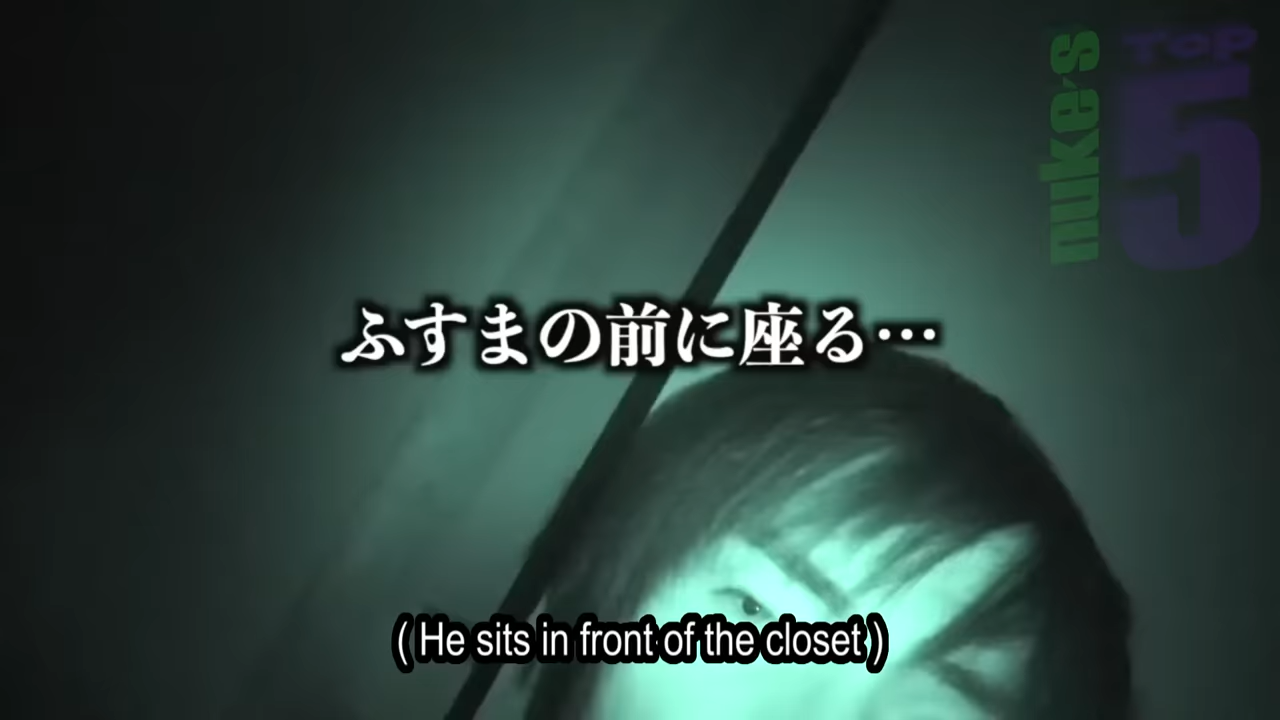 Top
5
nuke's
ふすまの前に座る…
( He sits in front of the closet )